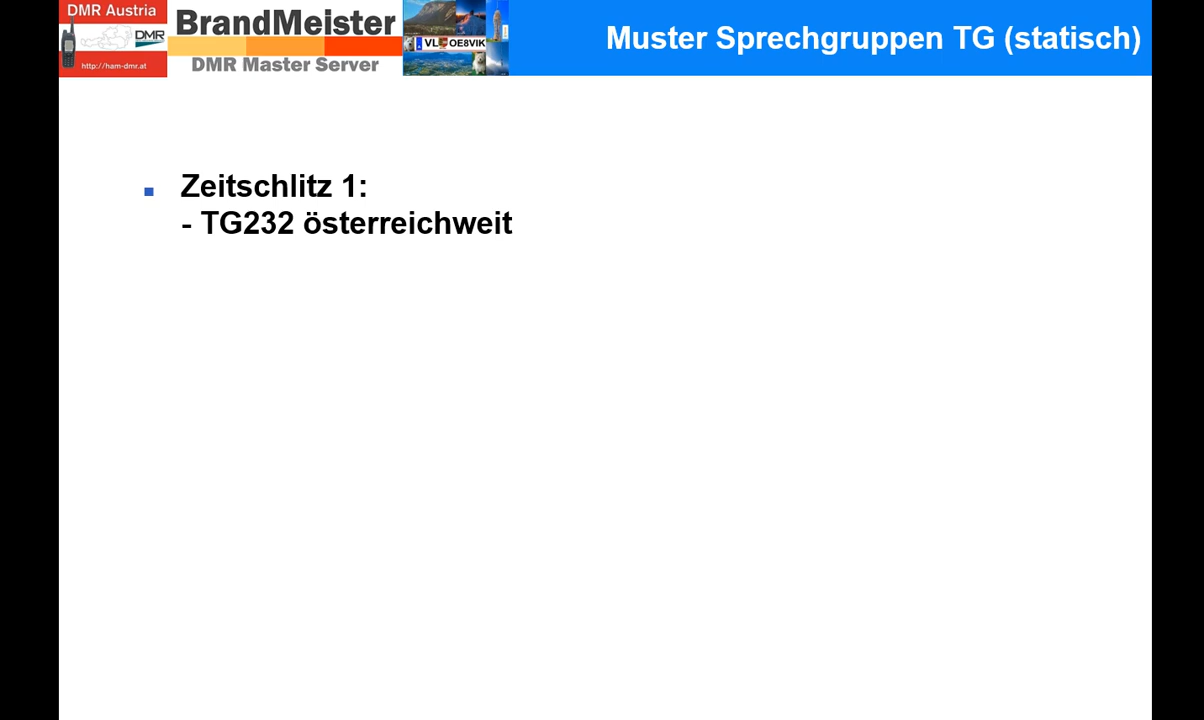 DMR Austria
DMR
http://ham-dmr.at
BrandMeister
DMR Master Server
VL OE8VIK
Muster Sprechgruppen TG (statisch)
Zeitschlitz 1:
- TG232 österreichweit